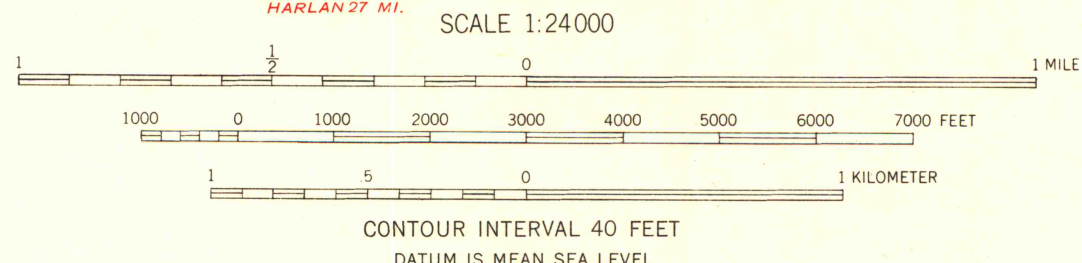 HARLAN 27 MI.
SCALE 1:24000
1 1/2 0 1 MILE
1000 0 1000 2000 3000 4000 5000 6000 7000 FEET
1 .5 0 1 KILOMETER
CONTOUR INTERVAL 40 FEET
DATUM IS MEAN SEA LEVEL